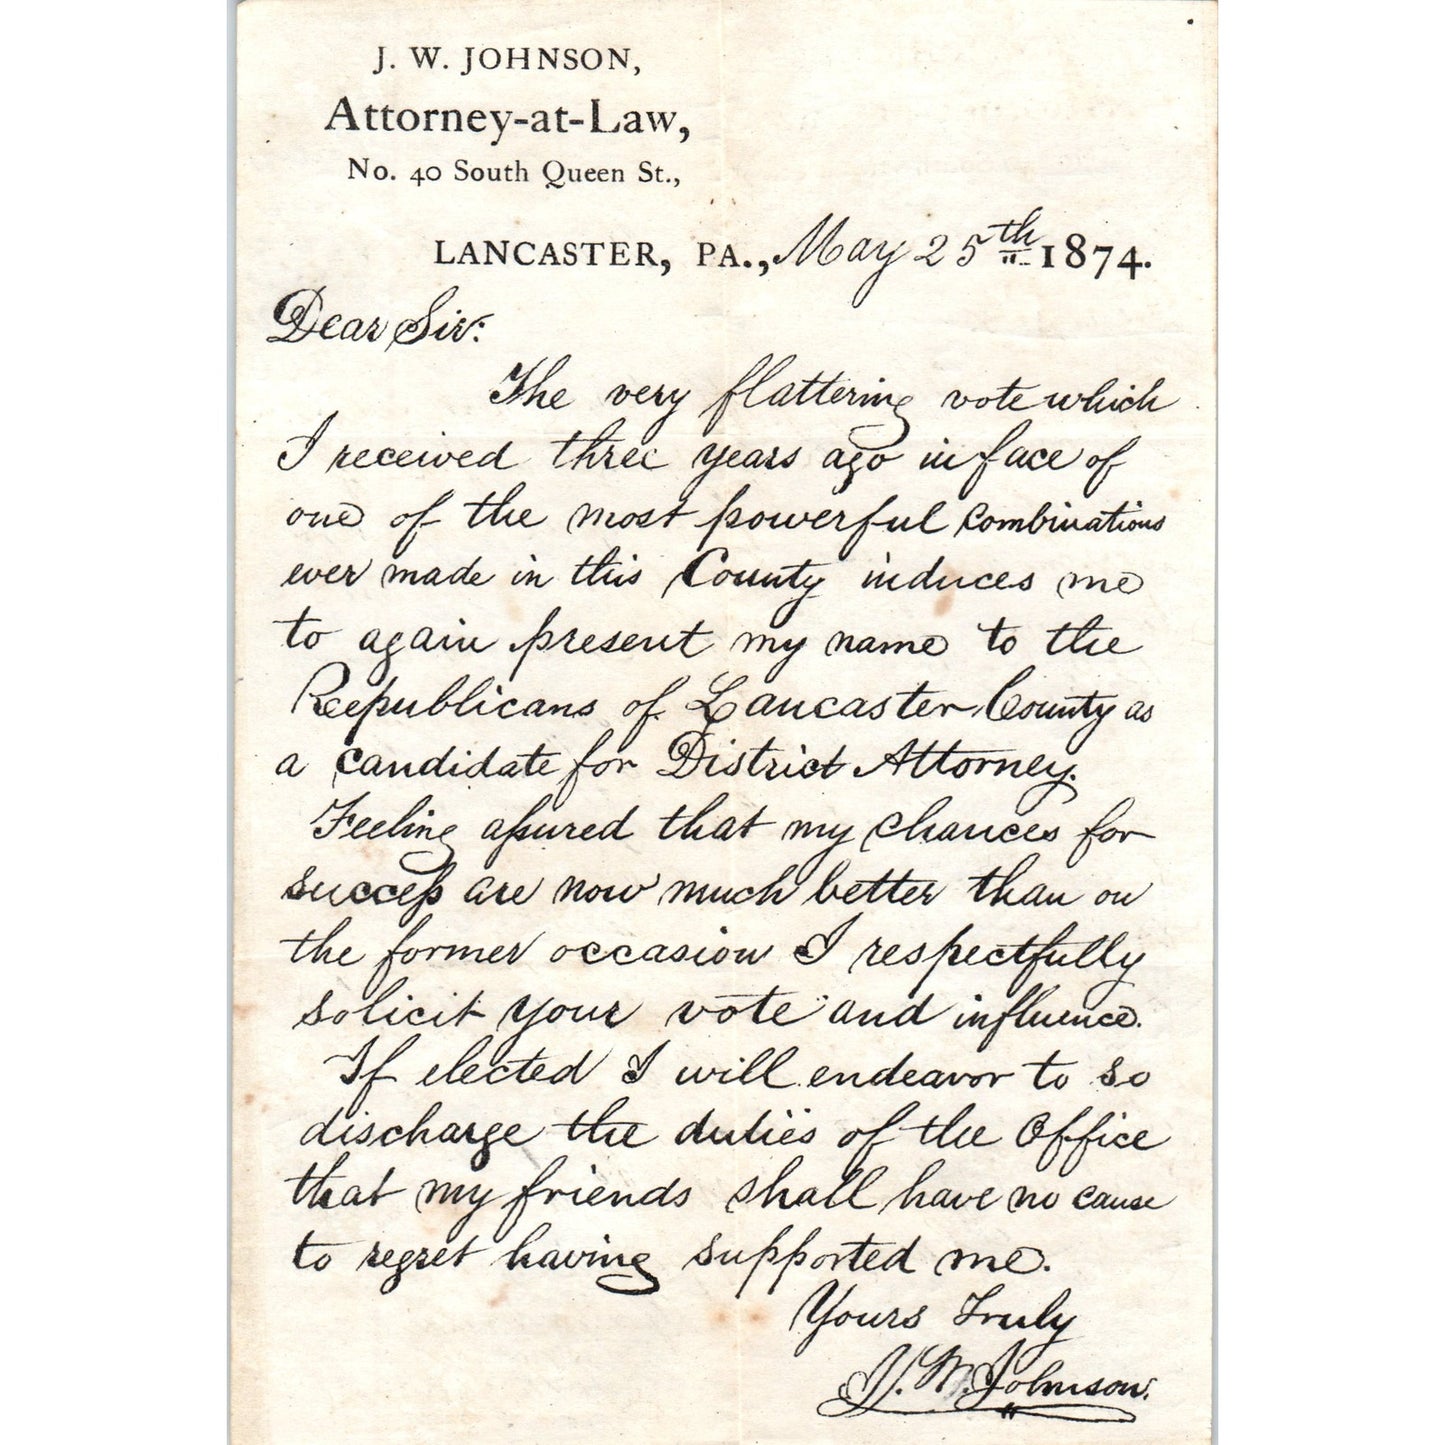 J. W. JOHNSON,
Attorney-at-Law,
No. 40 South Queen St.,
LANCASTER, PA., May 25th 1874.
Dear Sir:
The very flattering vote which
I received three years ago in face of
one of the most powerful combinations
ever made in this County induces me
to again present my name to the
Republicans of Lancaster County as
a candidate for District Attorney.
Feeling assured that my chances for
success are now much better than on
the former occasion I respectfully
solicit your vote and influence.
If elected I will endeavor to so
discharge the duties of the Office
that my friends shall have no cause
to regret having supported me.
Yours Truly
J. W. Johnson.